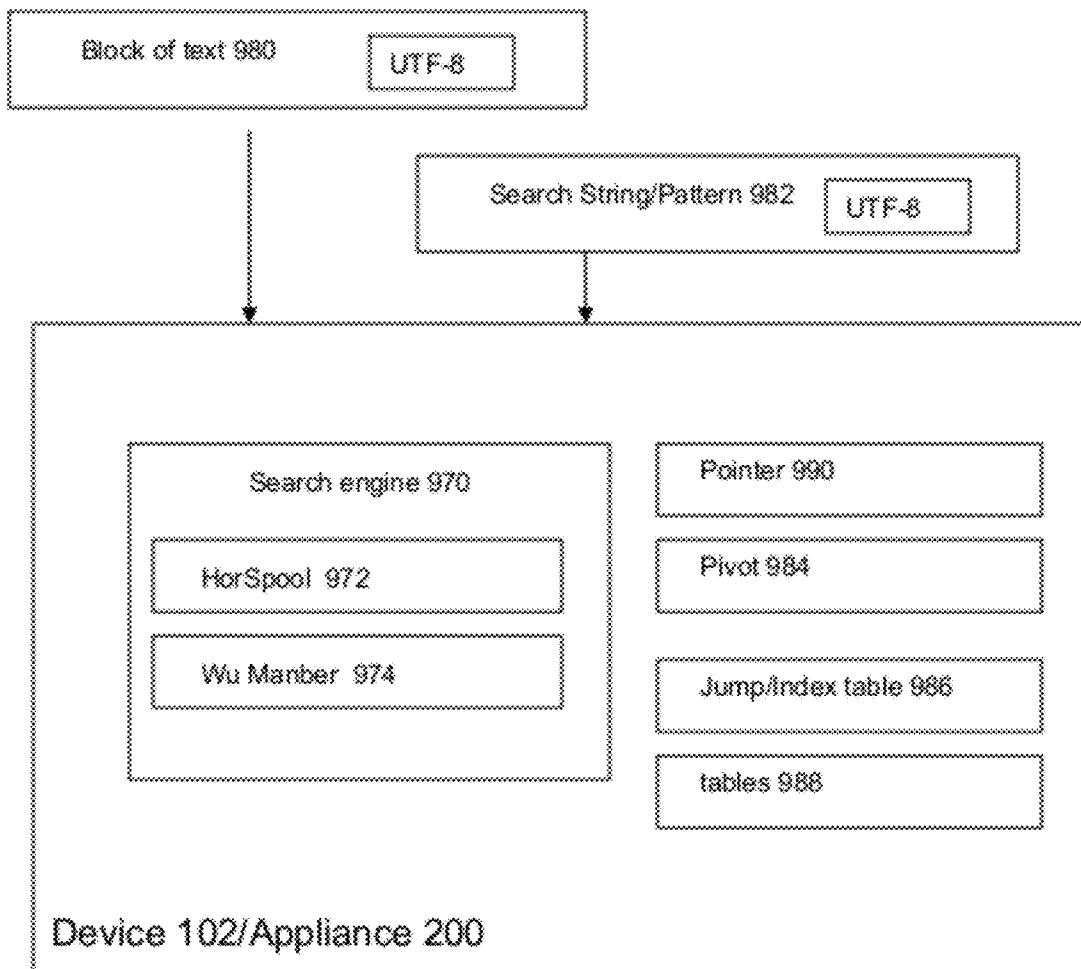 Block of text 980
UTF-8
Search String/Pattern 982
UTF-8
Search engine 970
HorSpool 972
Wu Manber 974
Pointer 990
Pivot 984
Jump/Index table 986
tables 988
Device 102/Appliance 200